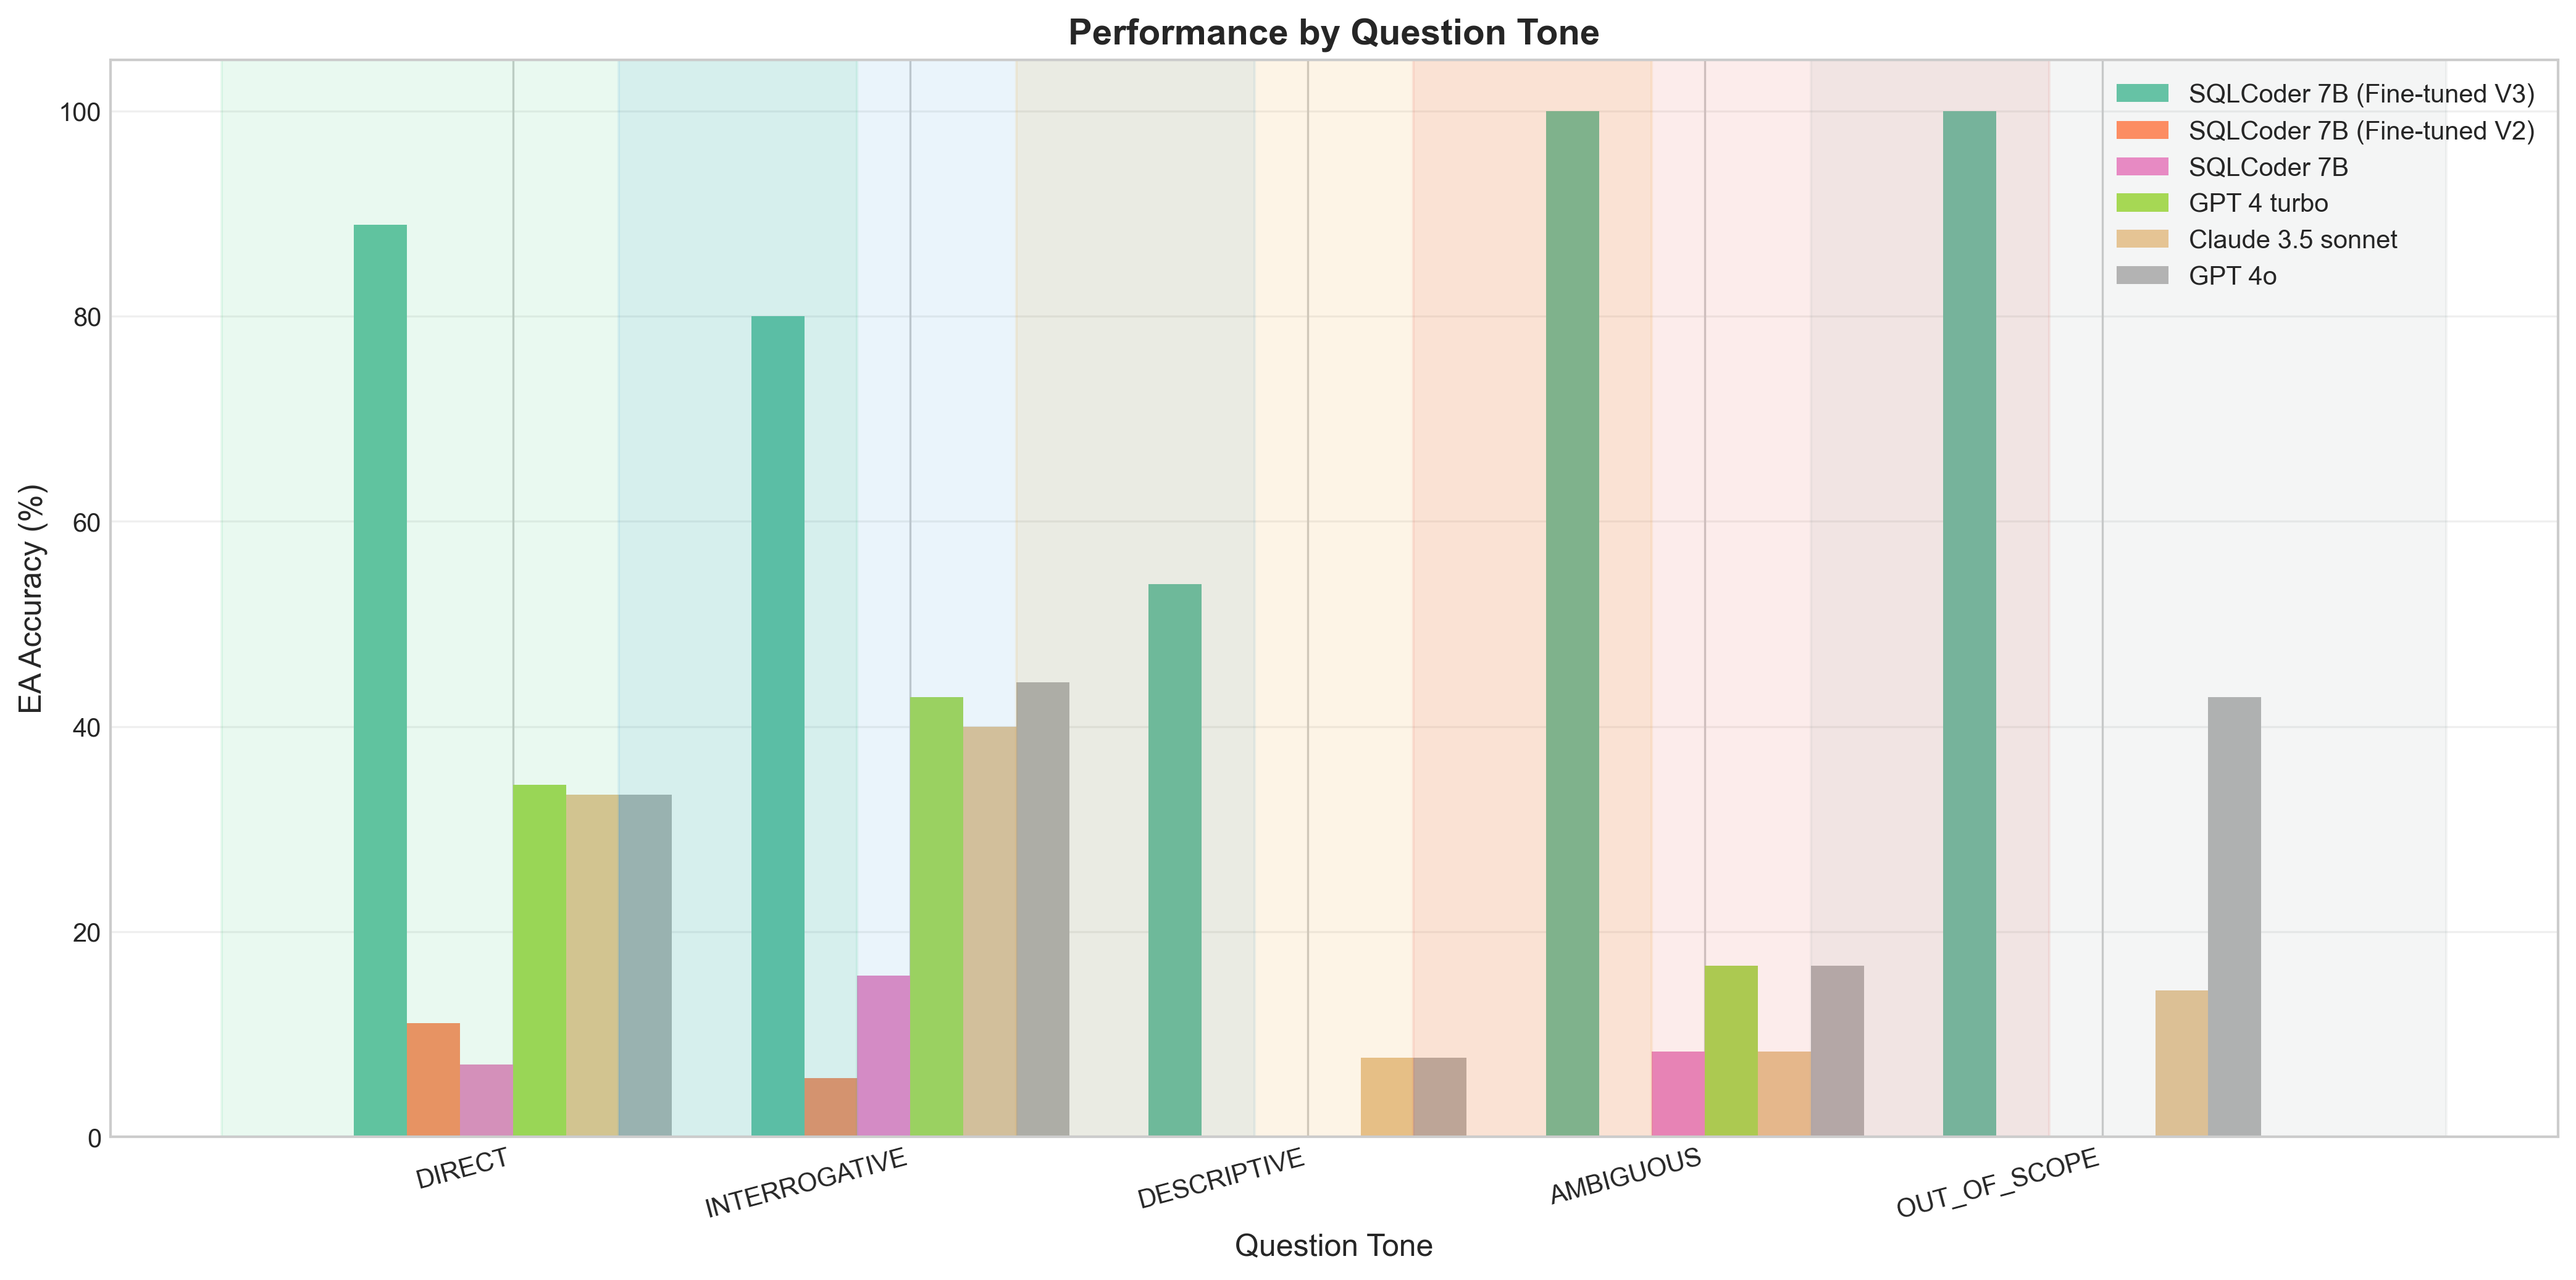 Performance by Question Tone
SQLCoder 7B (Fine-tuned V3)
SQLCoder 7B (Fine-tuned V2)
SQLCoder 7B
GPT 4 turbo
Claude 3.5 sonnet
GPT 4o
EA Accuracy (%)
100
80
60
40
20
0
DIRECT
INTERROGATIVE
DESCRIPTIVE
AMBIGUOUS
OUT_OF_SCOPE
Question Tone